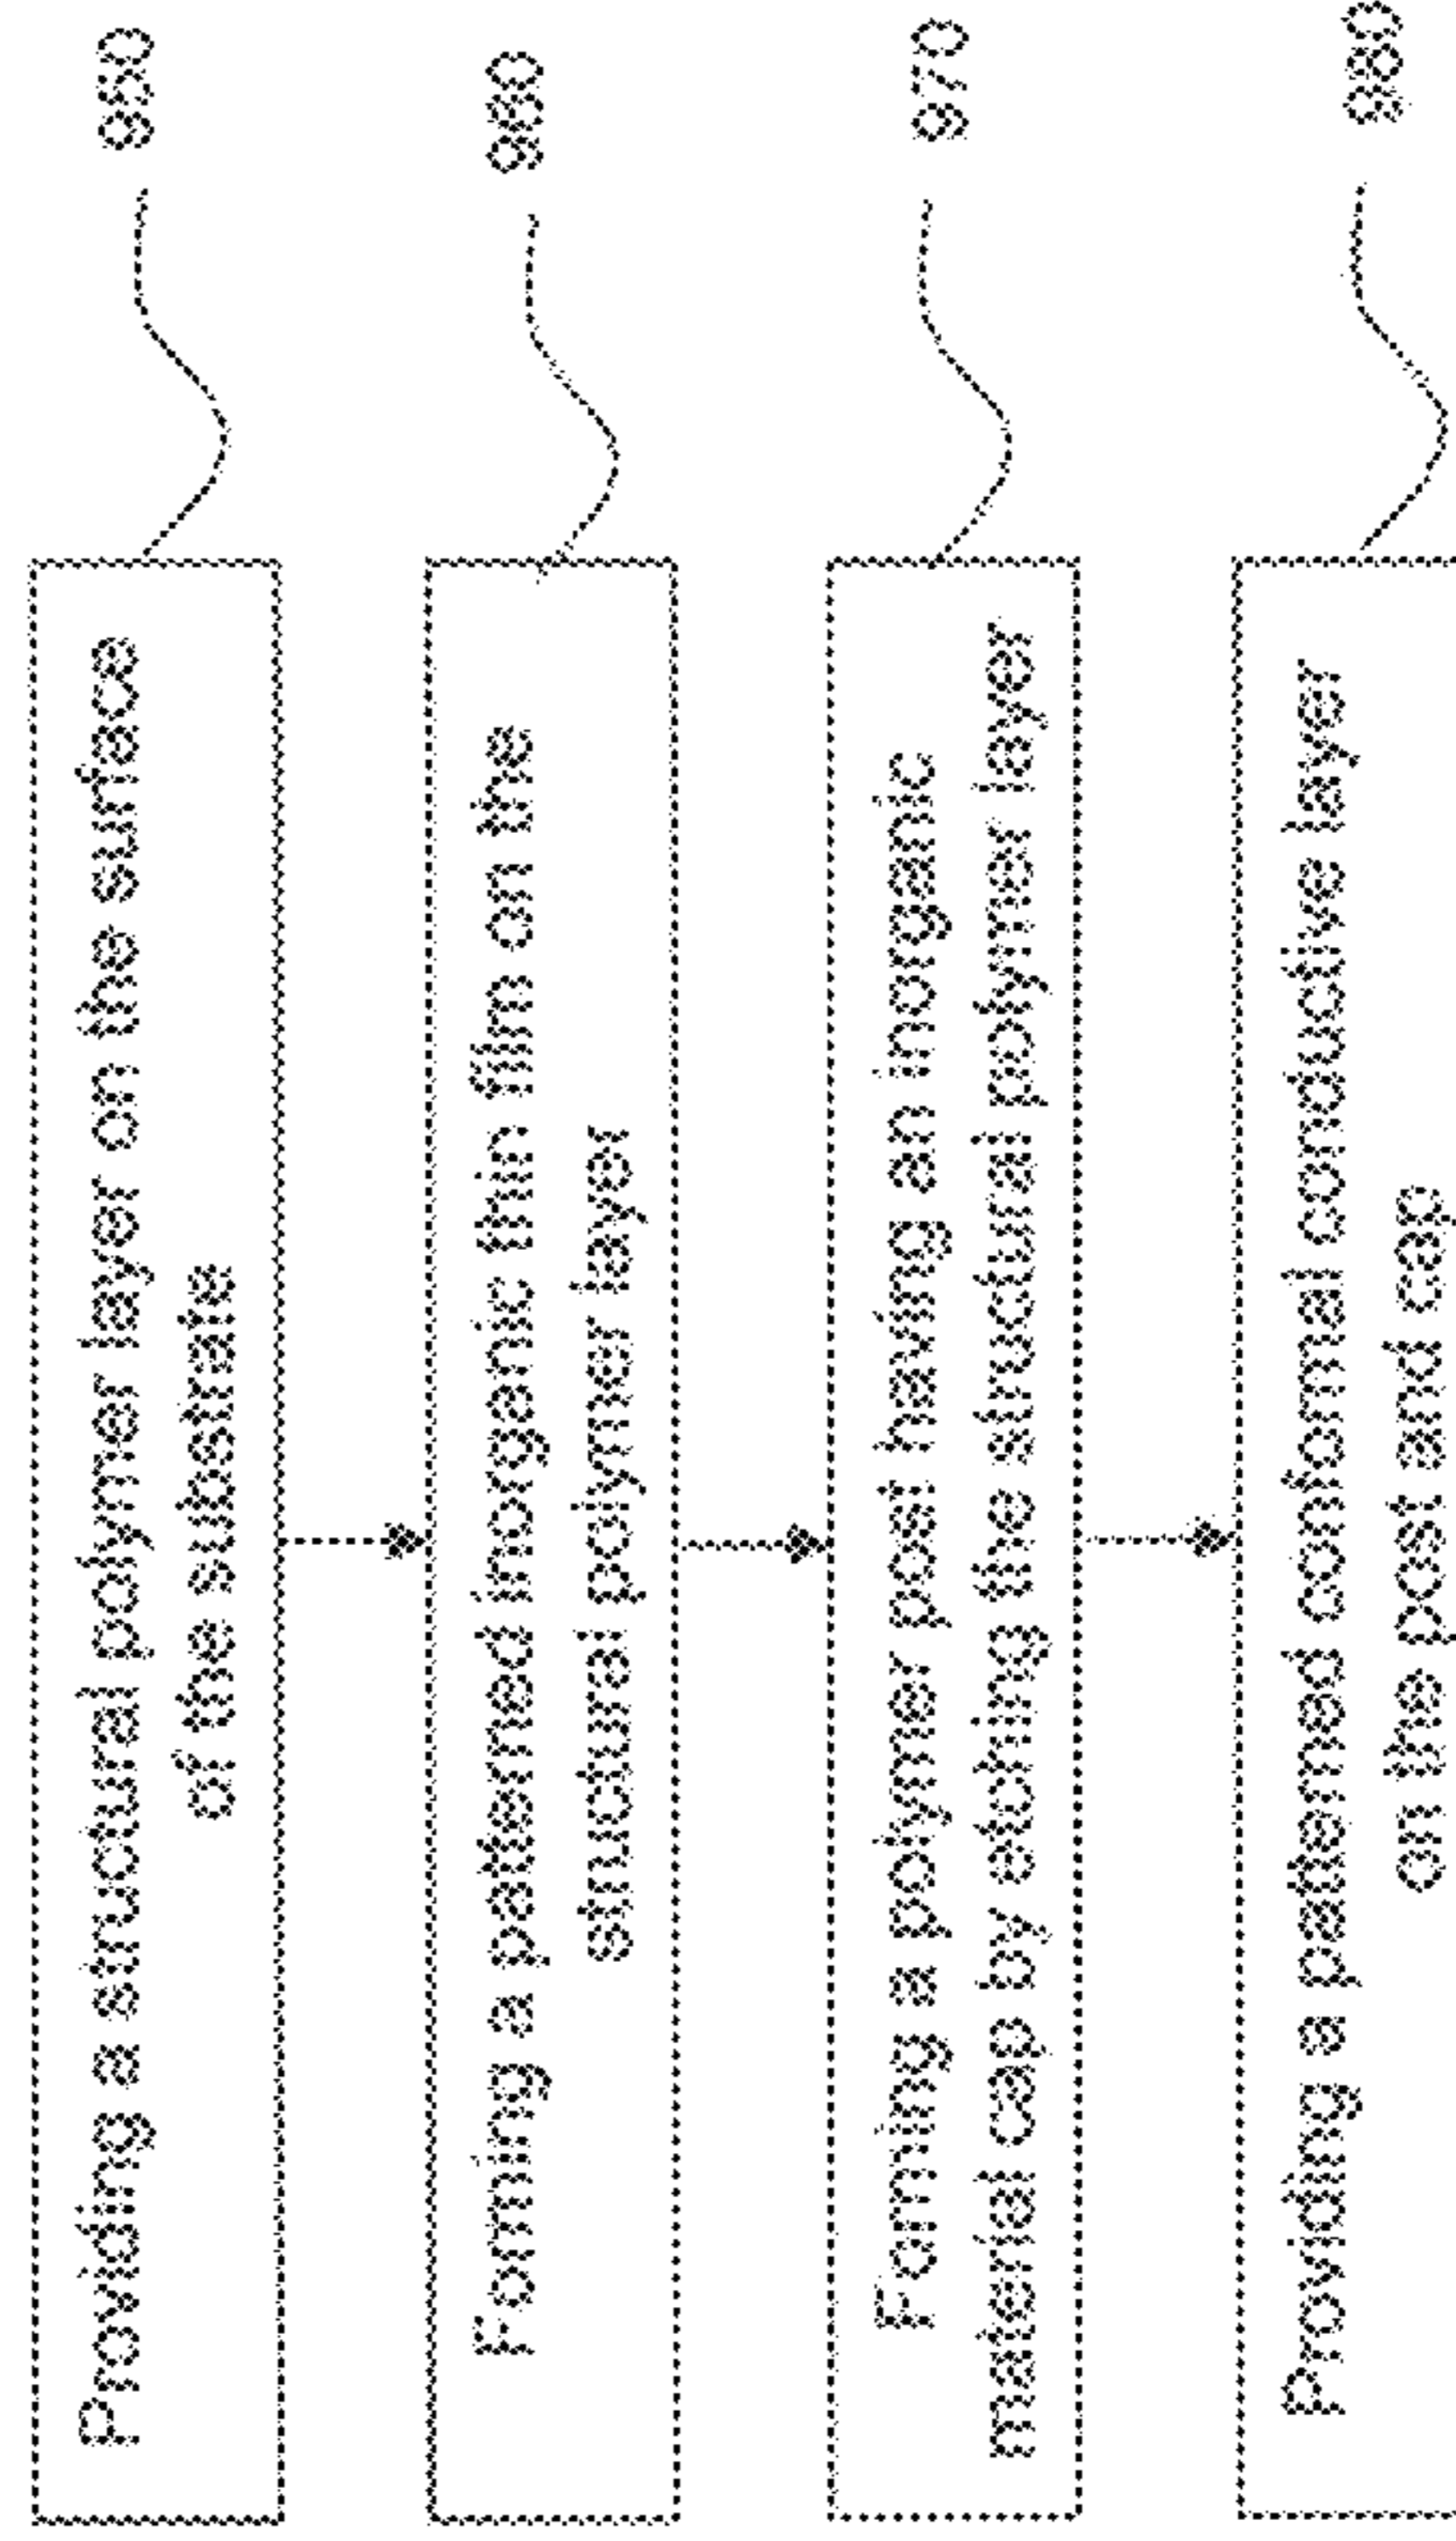 Providing a structural polymer layer on the surface
of the substrate
950
Forming a patterned inorganic thin film on the
structural polymer layer
960
Forming a polymer post having an inorganic
material cap by etching the structural polymer layer
970
Providing a patterned conformal conductive layer
on the post and cap
980